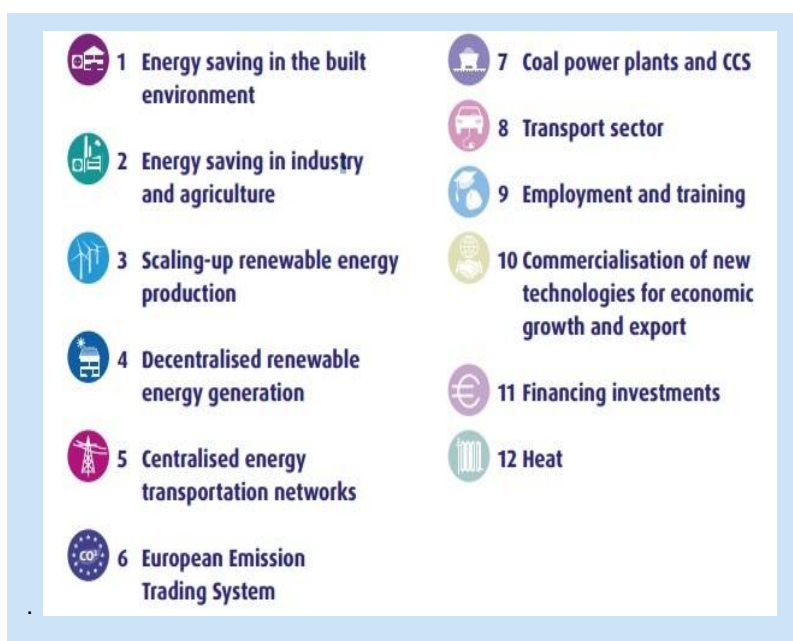 1 Energy saving in the built
environment
2 Energy saving in industry
and agriculture
3 Scaling-up renewable energy
production
4 Decentralised renewable
energy generation
5 Centralised energy
transportation networks
6 European Emission
Trading System
7 Coal power plants and CCS
8 Transport sector
9 Employment and training
10 Commercialisation of new
technologies for economic
growth and export
11 Financing investments
12 Heat
CO²
.